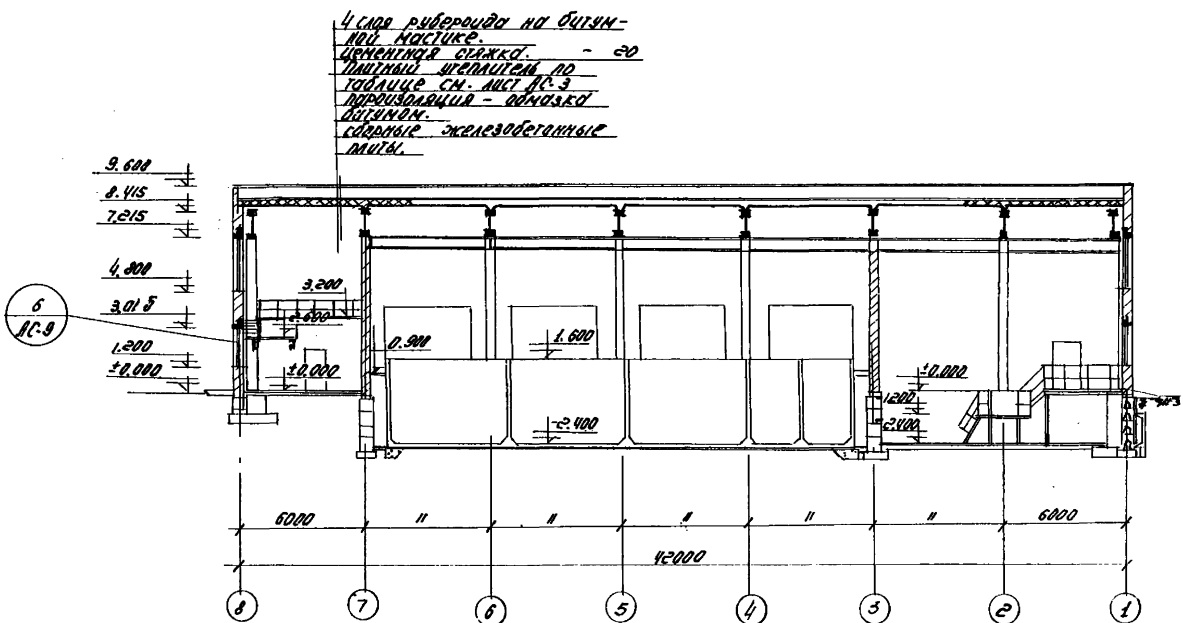 4 слоя рубероида на битум-
ной мастике.
Цементная стяжка. - 20
Плитный утеплитель по
таблице см. лист АС-3
пароизоляция - обмазка
битумом.
сборные железобетонные
плиты.
9.600
8.415
7.215
4.800
3.015
1.200
±0.000
6
АС-9
3.200
2.600
±0.000
0.900
1.600
-2.400
±0.000
1.200
-2.400
6000 " " " " " 6000
42000
8 7 6 5 4 3 2 1